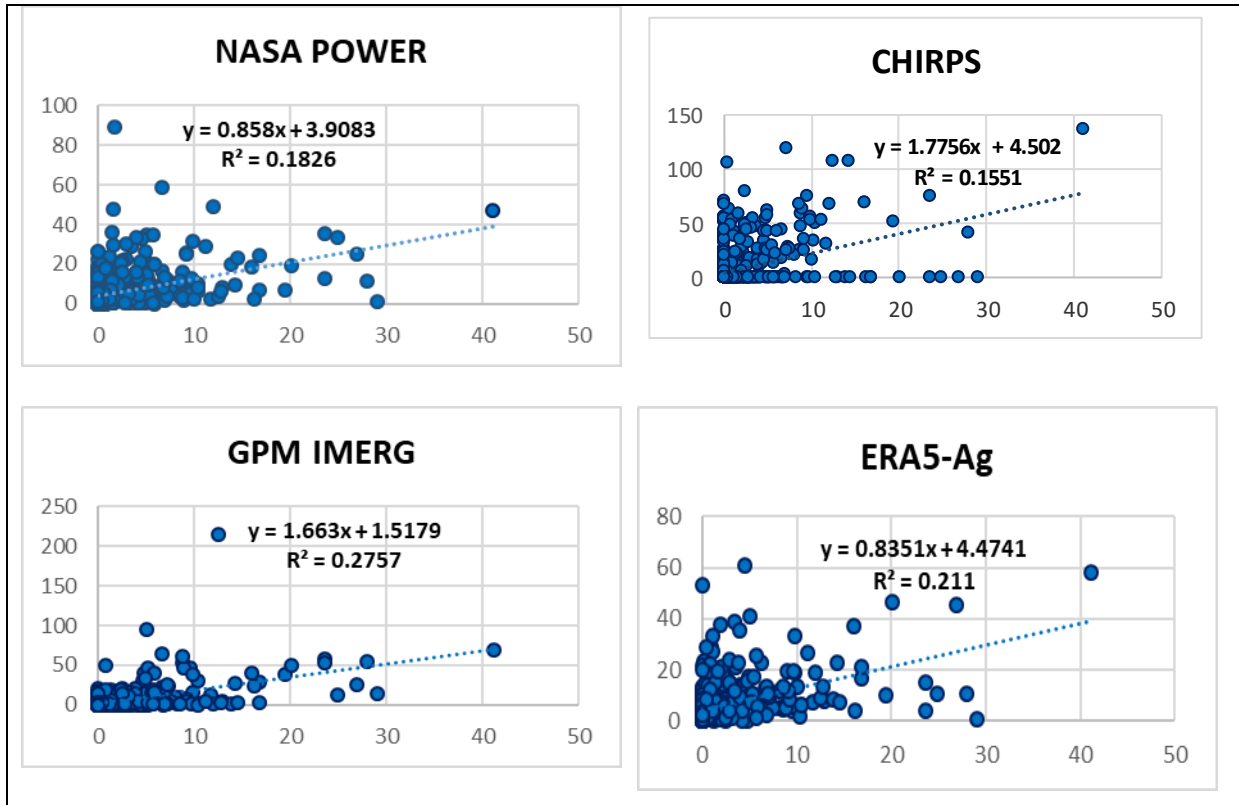 NASA POWER
y = 0.858x + 3.9083
R² = 0.1826
100
80
60
40
20
0
0 10 20 30 40 50
CHIRPS
y = 1.7756x + 4.502
R² = 0.1551
150
100
50
0
0 10 20 30 40 50
GPM IMERG
y = 1.663x + 1.5179
R² = 0.2757
250
200
150
100
50
0
0 10 20 30 40 50
ERA5-Ag
y = 0.8351x + 4.4741
R² = 0.211
80
60
40
20
0
0 10 20 30 40 50